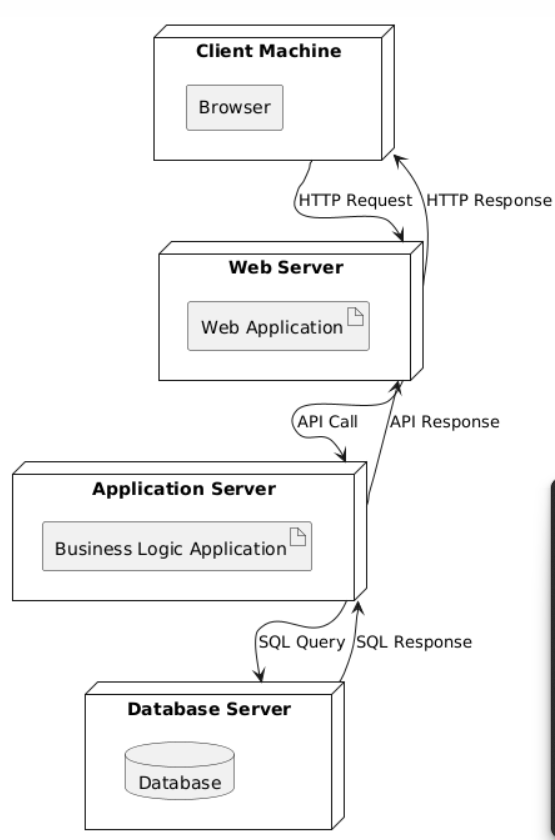 Client Machine
Browser
HTTP Request
HTTP Response
Web Server
Web Application
API Call
API Response
Application Server
Business Logic Application
SQL Query
SQL Response
Database Server
Database